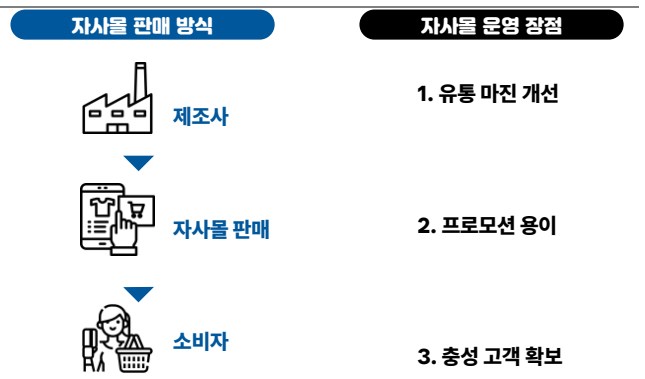 자사몰 판매 방식
자사몰 운영 장점
제조사
1. 유통 마진 개선
자사몰 판매
2. 프로모션 용이
소비자
3. 충성 고객 확보